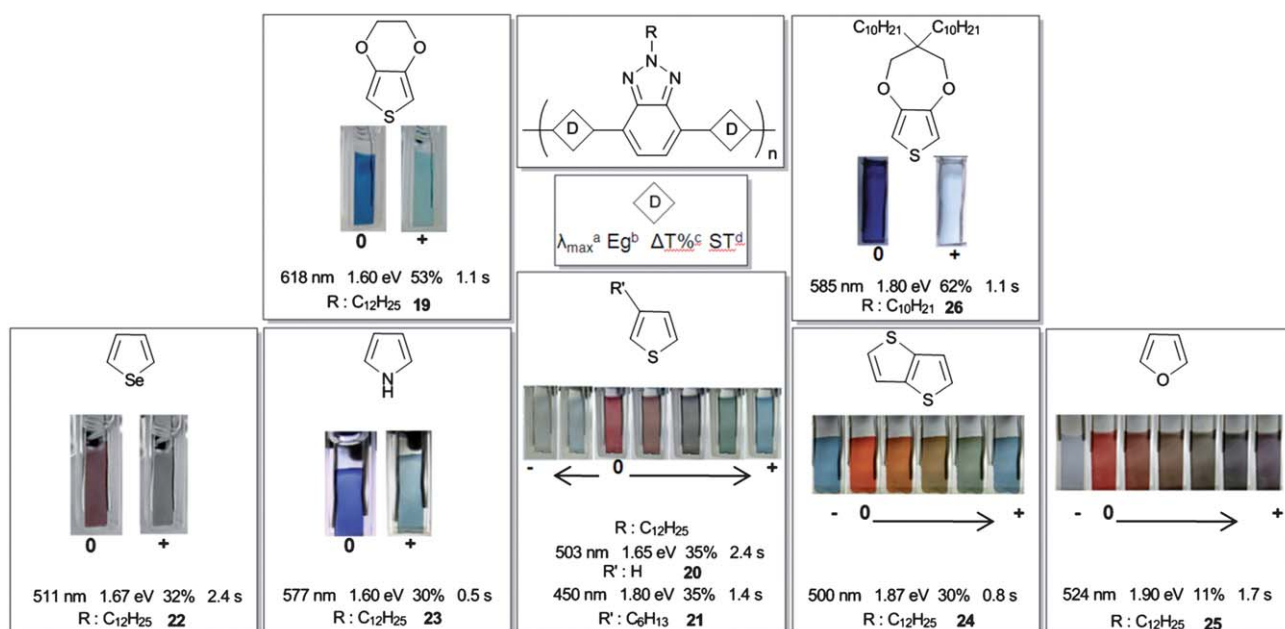 O O
S
0 +
618 nm 1.60 eV 53% 1.1 s
R : C₁₂H₂₅ 19
R
N
N N
D D
n
D
λmaxᵃ Egᵇ ΔT%ᶜ STᵈ
C₁₀H₂₁ C₁₀H₂₁
O O
S
0 +
585 nm 1.80 eV 62% 1.1 s
R : C₁₀H₂₁ 26
Se
0 +
511 nm 1.67 eV 32% 2.4 s
R : C₁₂H₂₅ 22
N
H
0 +
577 nm 1.60 eV 30% 0.5 s
R : C₁₂H₂₅ 23
R'
S
- 0 +
R : C₁₂H₂₅
503 nm 1.65 eV 35% 2.4 s
R' : H 20
450 nm 1.80 eV 35% 1.4 s
R' : C₆H₁₃ 21
S
S
- 0 +
500 nm 1.87 eV 30% 0.8 s
R : C₁₂H₂₅ 24
O
- 0 +
524 nm 1.90 eV 11% 1.7 s
R : C₁₂H₂₅ 25